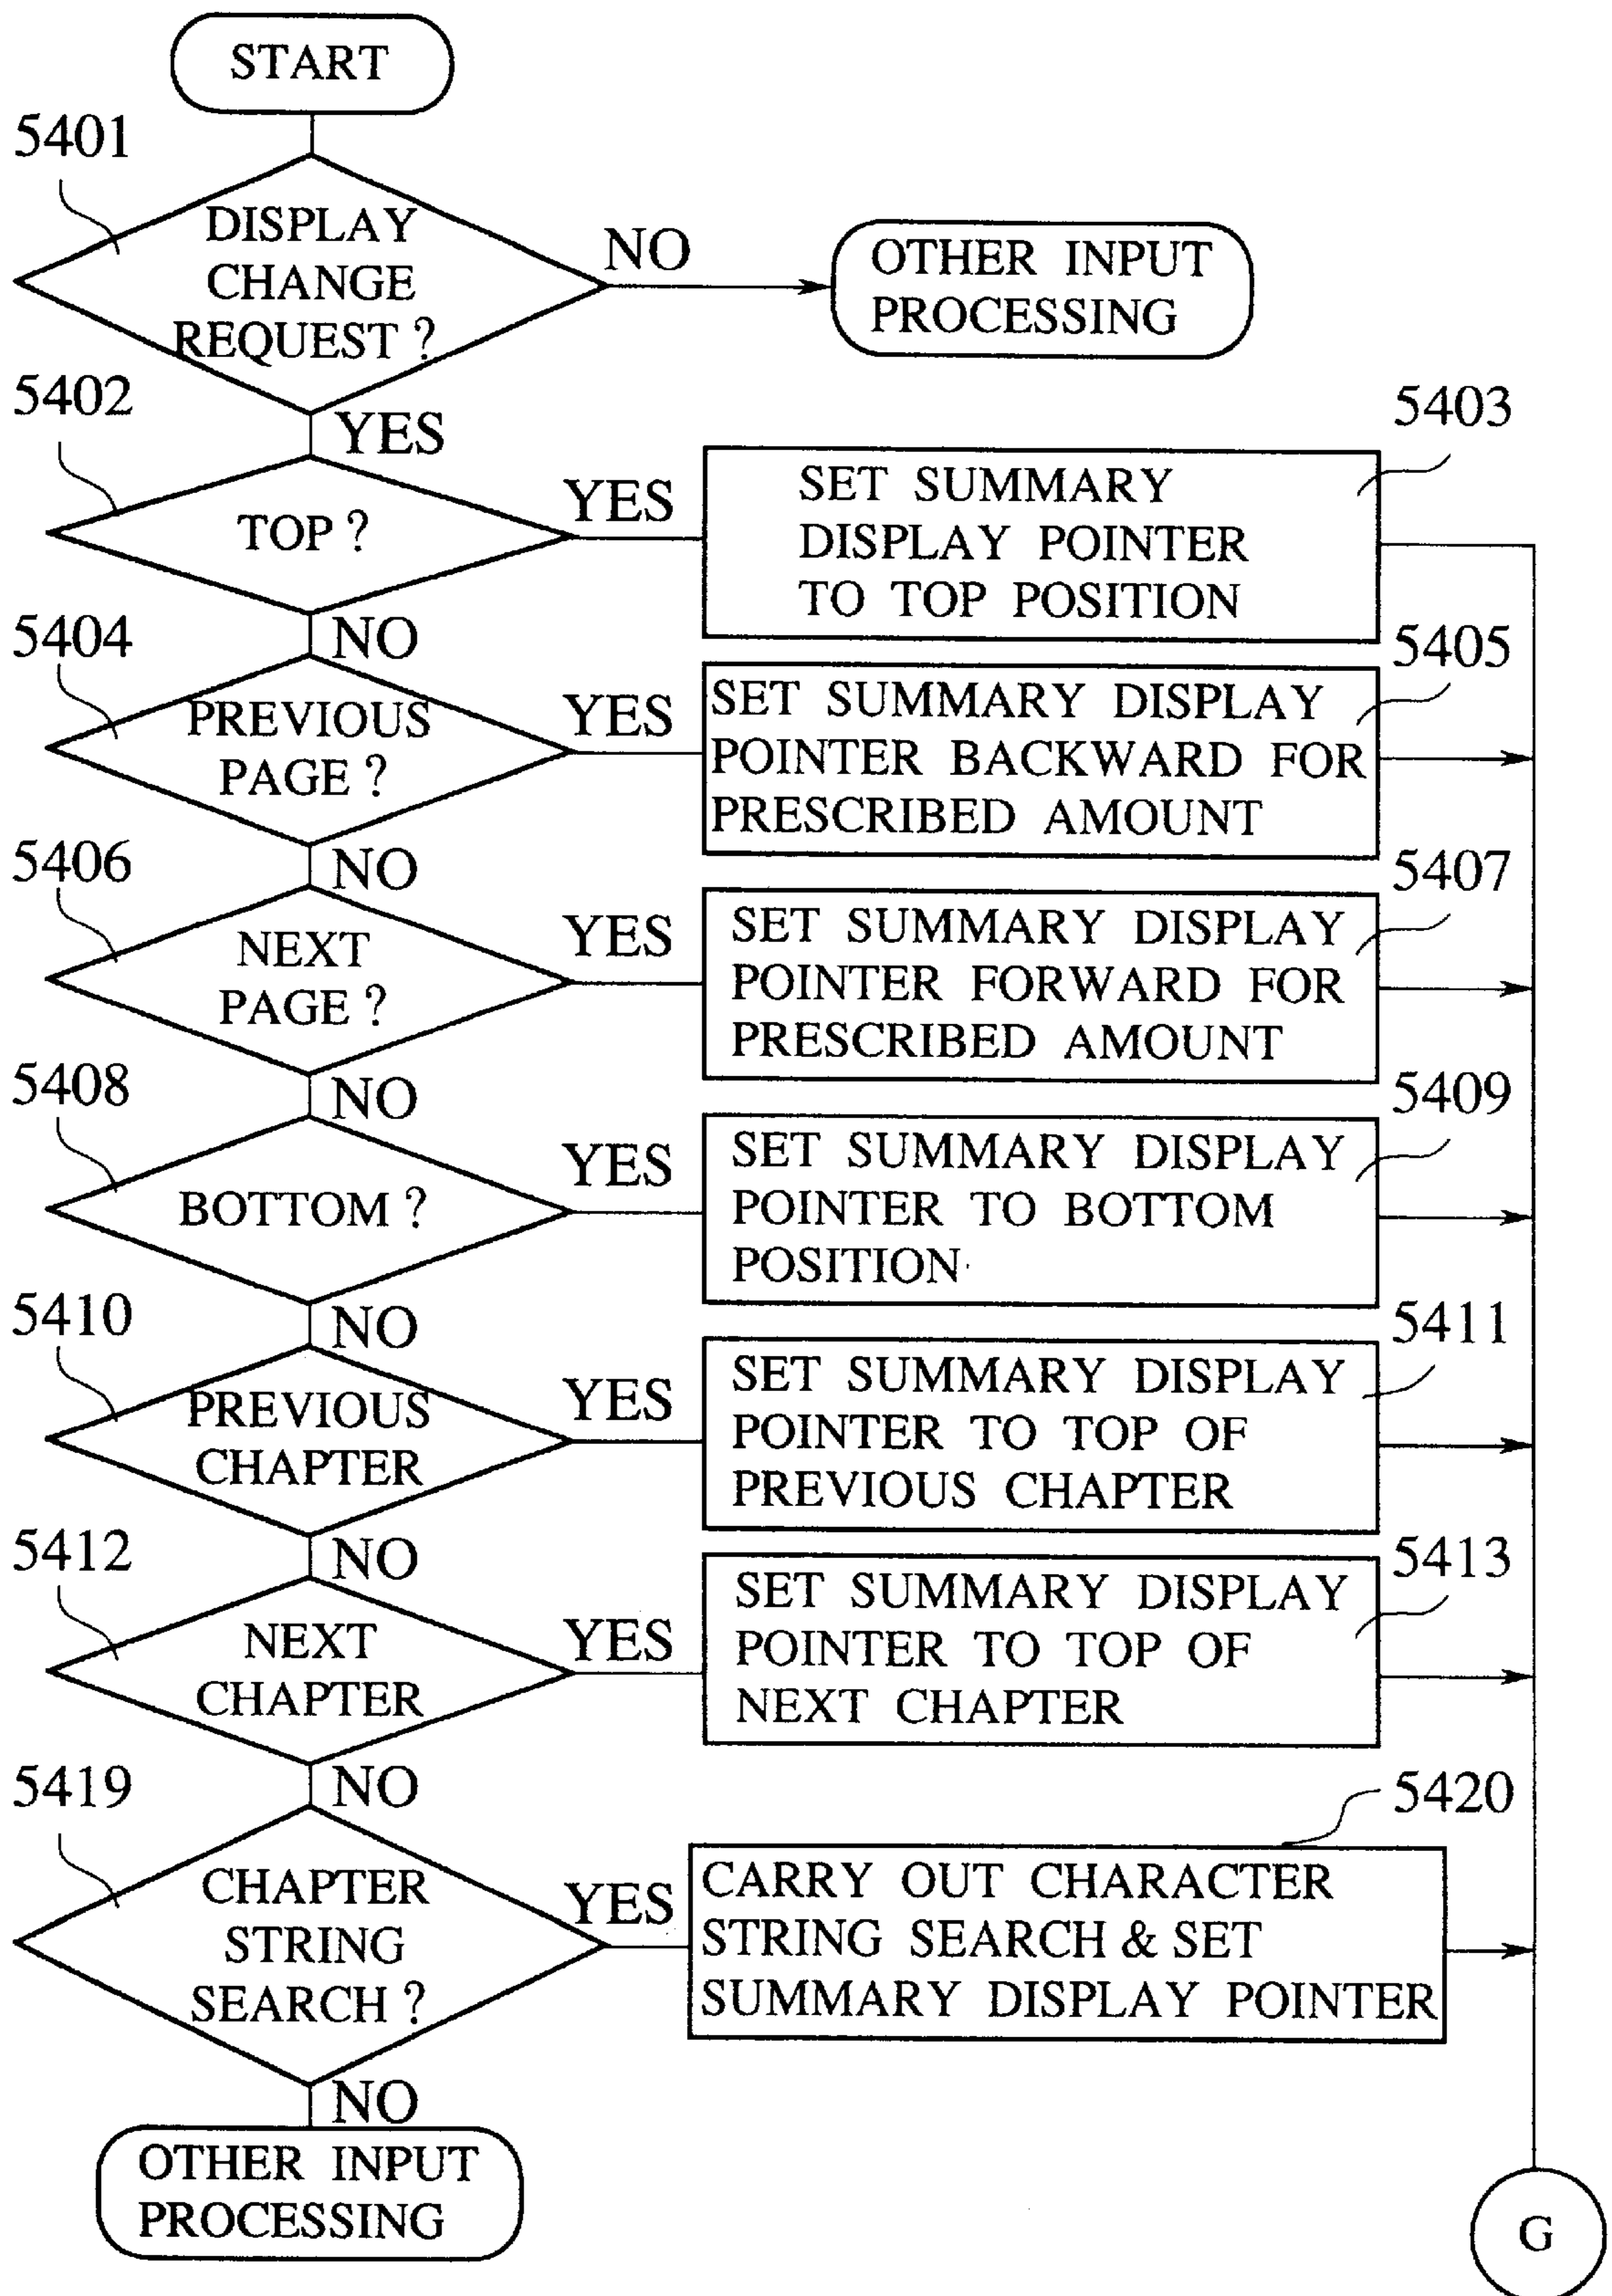 START
5401
DISPLAY
CHANGE
REQUEST ?
NO
OTHER INPUT
PROCESSING
YES
5402
TOP ?
YES
5403
SET SUMMARY
DISPLAY POINTER
TO TOP POSITION
NO
5404
PREVIOUS
PAGE ?
YES
5405
SET SUMMARY DISPLAY
POINTER BACKWARD FOR
PRESCRIBED AMOUNT
NO
5406
NEXT
PAGE ?
YES
5407
SET SUMMARY DISPLAY
POINTER FORWARD FOR
PRESCRIBED AMOUNT
NO
5408
BOTTOM ?
YES
5409
SET SUMMARY DISPLAY
POINTER TO BOTTOM
POSITION
NO
5410
PREVIOUS
CHAPTER
YES
5411
SET SUMMARY DISPLAY
POINTER TO TOP OF
PREVIOUS CHAPTER
NO
5412
NEXT
CHAPTER
YES
5413
SET SUMMARY DISPLAY
POINTER TO TOP OF
NEXT CHAPTER
NO
5419
CHAPTER
STRING
SEARCH ?
YES
5420
CARRY OUT CHARACTER
STRING SEARCH & SET
SUMMARY DISPLAY POINTER
NO
OTHER INPUT
PROCESSING
G